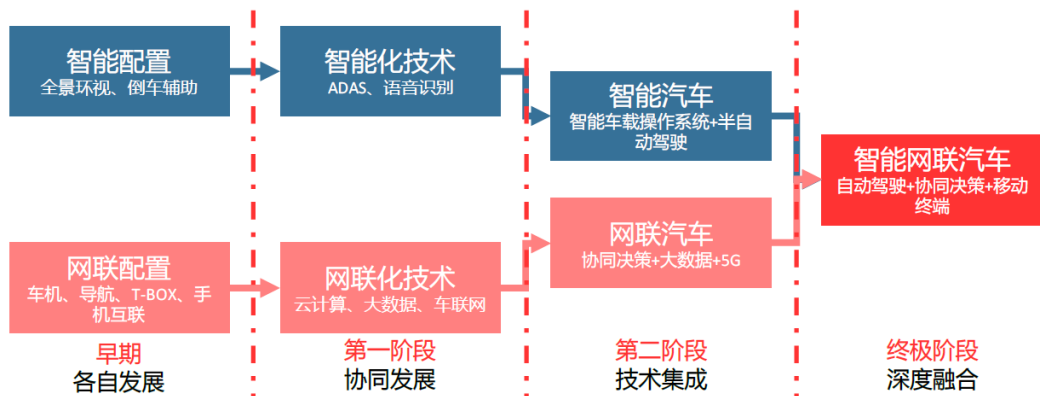 智能配置
全景环视、倒车辅助
智能化技术
ADAS、语音识别
智能汽车
智能车载操作系统+半自
动驾驶
智能网联汽车
自动驾驶+协同决策+移动
终端
网联配置
车机、导航、T-BOX、手
机互联
网联化技术
云计算、大数据、车联网
网联汽车
协同决策+大数据+5G
早期
各自发展
第一阶段
协同发展
第二阶段
技术集成
终极阶段
深度融合